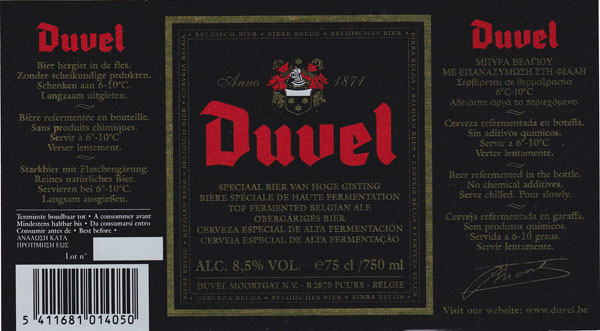 Duvel
Bier hergist in de fles.
Zonder scheikundige prdukten.
Schenken aan 6-10°C.
Langzaam uitgieten.
Bière refermentée en bouteille.
Sans produits chimiques.
Servir à 6°-10°C
Verser lentement.
Starkbier mit Flaschengärung.
Reines natürliches Bier.
Servieren bei 6°-10°C.
Langsam ausgießen.
Tenminste houdbaar tot • A consommer avant
Mindestens haltbar bis • Da consumarsi entro
Consumir antes de • Best before •
ΑΝΑΛΩΣΗ ΚΑΤΑ
ΠΡΟΤΙΜΗΣΗ ΕΩΣ
Lot n°
5 411681 014050
BELGISCH BIER • BIERE BELGE • BELGISCHES BIER •
Anno 1871
Duvel
SPECIAAL BIER VAN HOGE GISTING
BIÈRE SPÉCIALE DE HAUTE FERMENTATION
TOP FERMENTED BELGIAN ALE
OBERGÄRIGES BIER
CERVEZA ESPECIAL DE ALTA FERMENTACIÓN
CERVEJA ESPECIAL DE ALTA FERMENTAÇÃO
ALC. 8,5% VOL. e 75 cl /750 ml
DUVEL MOORTGAT N.V. - B 2870 PUURS - BELGIE
CERVEZA BELGA • BELGISCHES BIER • BIRRA BELGA •
Duvel
ΜΠΥΡΑ ΒΕΛΓΙΟΥ
ΜΕ ΕΠΑΝΑΖΥΜΩΣΗ ΣΤΗ ΦΙΑΛΗ
Σερβίρεται σε θερμοκρασία
6°C-10°C
Αδειάστε αργά το περιεχόμενο.
Cerveza refermentada en botella.
Sin aditivos quimicos.
Servir a 6°-10°C
Verter lentamente.
Beer refermented in the bottle.
No chemical additives.
Serve chilled. Pour slowly.
Cerveja refermentada en garaffa.
Sem produtos quimicos.
Servida a 6-10 graus.
Servir lentamente.
Visit our website: www.duvel.be